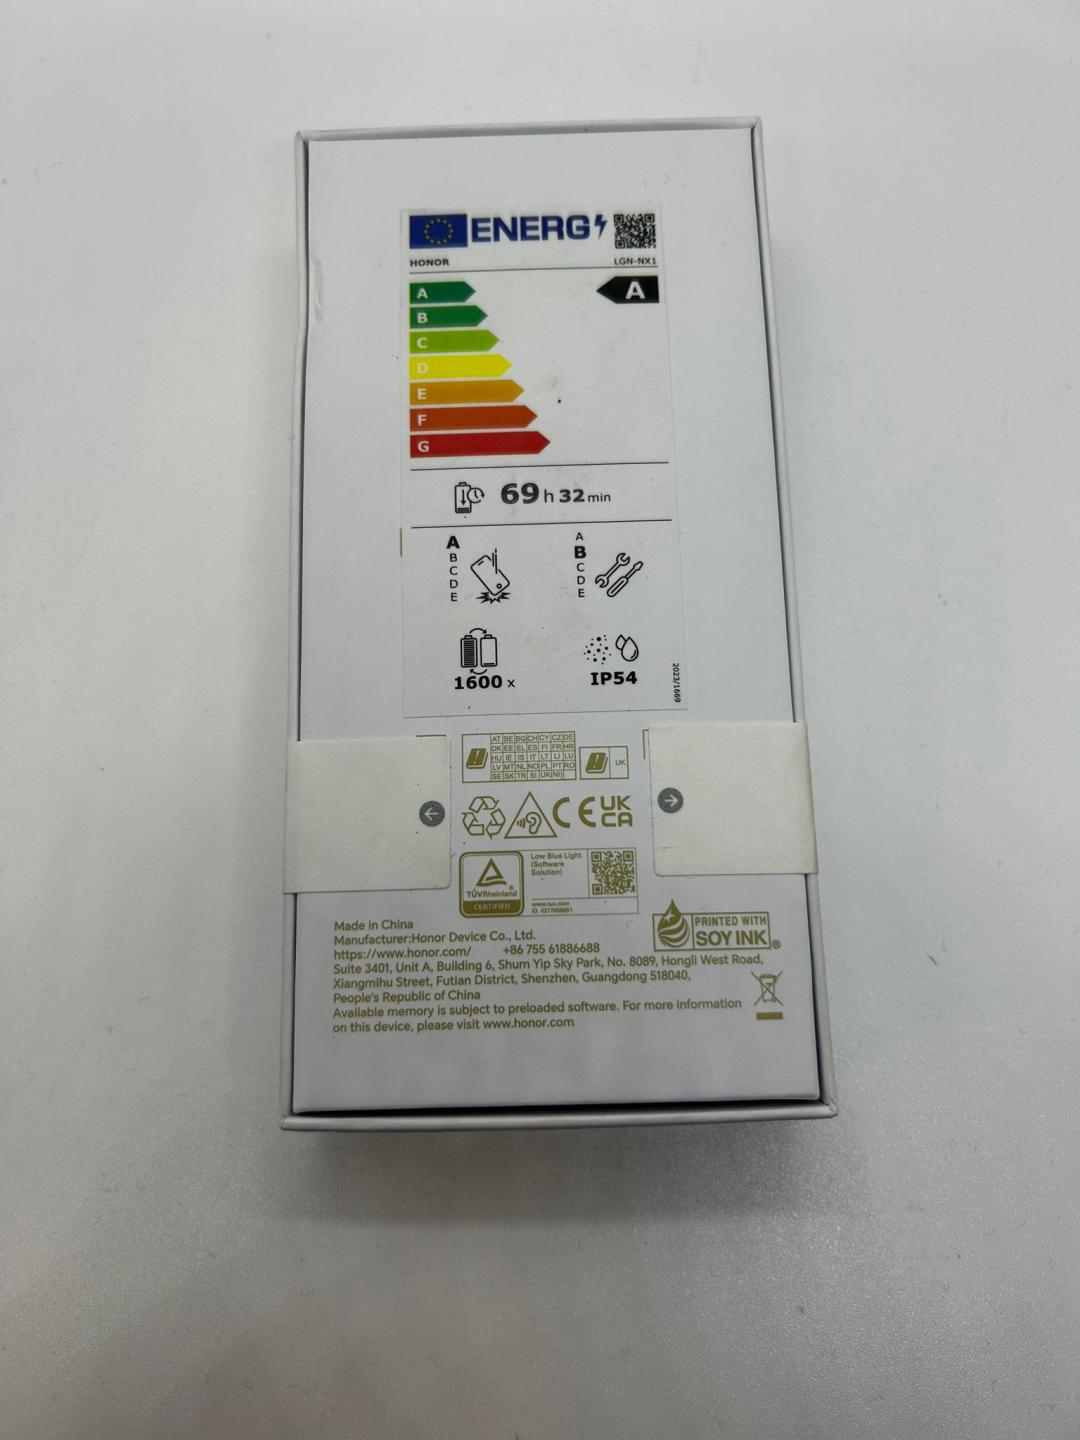 ENERG
HONOR LGN-NX1
A A
B
C
D
E
F
G
69 h 32 min
A
B
C
D
E
A
B
C
D
E
1600 x
IP54
2023/1669
AT BE BG CH CY CZ DE
DK EE EL ES FI FR HR
HU IE IS IT LT LI LU
LV MT NL NO PL PT RO
SE SK TR SI UK(NI)
UK
CE UK
CA
TÜVRheinland
CERTIFIED
Low Blue Light
(Software
Solution)
www.tuv.com
ID 0217008651
PRINTED WITH
SOY INK®
Made in China
Manufacturer:Honor Device Co., Ltd.
https://www.honor.com/ +86 755 61886688
Suite 3401, Unit A, Building 6, Shum Yip Sky Park, No. 8089, Hongli West Road,
Xiangmihu Street, Futian District, Shenzhen, Guangdong 518040,
People's Republic of China
Available memory is subject to preloaded software. For more information
on this device, please visit www.honor.com